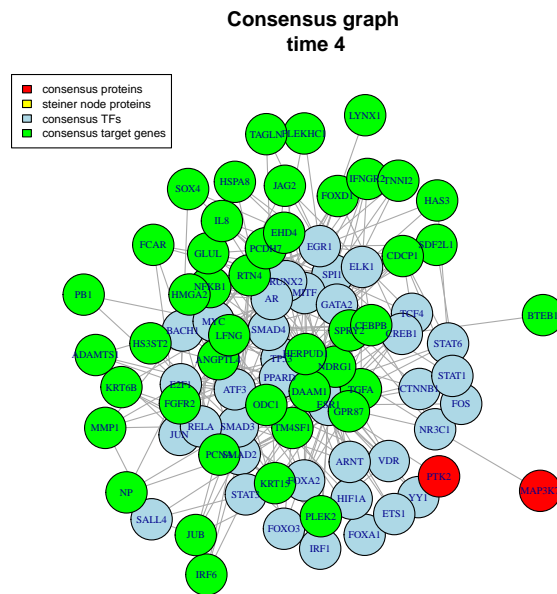 Consensus graph
time 4
consensus proteins
steiner node proteins
consensus TFs
consensus target genes
LYNX1
TAGLN
PLEKHC1
HSPA8
JAG2
IFNGR2
TNNI2
SOX4
FOXD1
HAS3
IL8
EHD4
FCAR
GLUL
PCDH7
EGR1
SDF2L1
CDCP1
RTN4
SPI1
ELK1
PB1
HMGA2
NFKB1
RUNX2
MITF
AR
GATA2
TCF4
BTEB1
BACH1
MYC
SMAD4
SPRY2
CEBPB
CREB1
HS3ST2
LFNG
STAT6
ADAMTS1
ANGPTL4
TP53
HERPUD1
NDRG1
KRT6B
E2F1
ATF3
PPARD
STAT1
CTNNB1
DAAM1
TGFA
FGFR2
ODC1
ESR1
FOS
GPR87
MMP1
JUN
RELA
SMAD3
TM4SF1
NR3C1
PCNA
SMAD2
ARNT
VDR
NP
FOXA2
PTK2
KRT15
STAT3
HIF1A
XY1
SALL4
PLEK2
ETS1
FOXO3
FOXA1
JUB
IRF1
IRF6